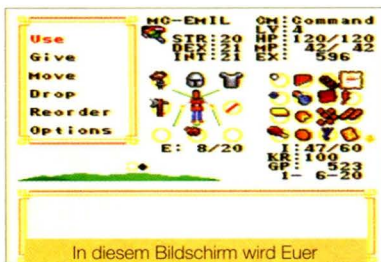 Use
Give
Move
Drop
Reorder
Options
MC-EMIL
STR:20
DEX:21
INT:21
E: 8/20
CM:Command
LV: 4
HP:120/120
MP: 42/ 42
EX: 596
I:47/60
KR:100
GP: 523
1- 6-20
In diesem Bildschirm wird Euer